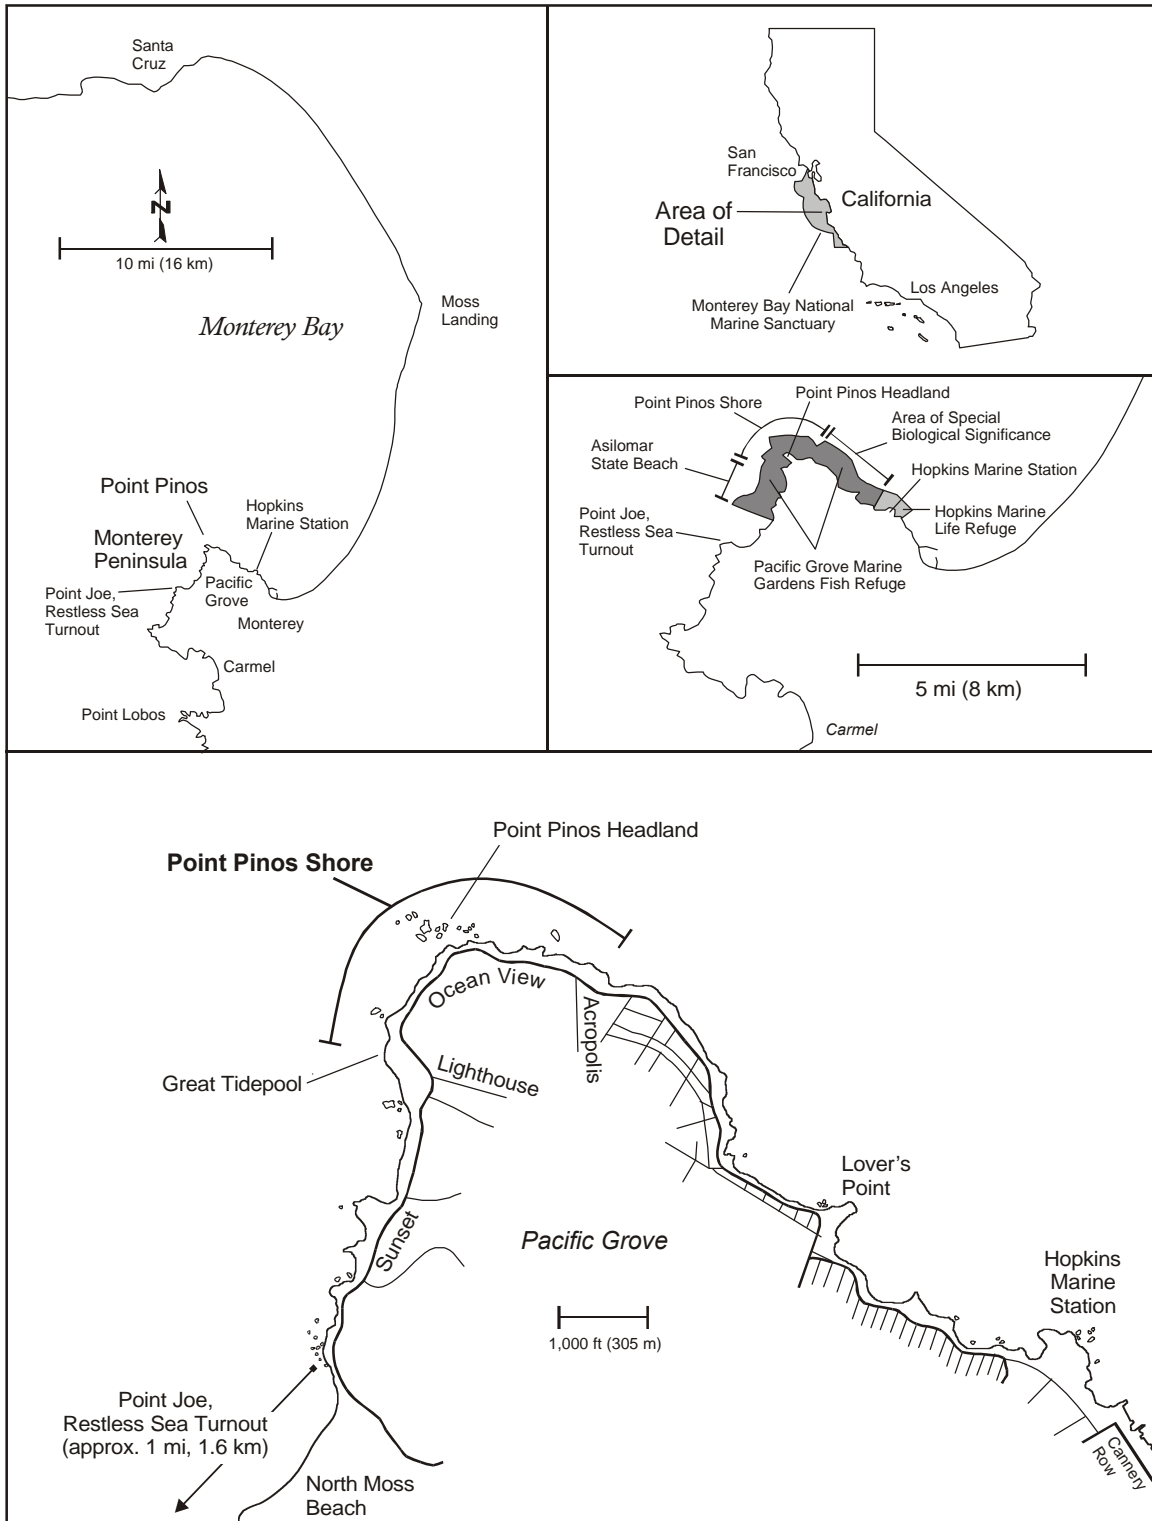 Santa
Cruz
N
10 mi (16 km)
Monterey Bay
Moss
Landing
Point Pinos
Hopkins
Marine Station
Monterey
Peninsula
Pacific
Grove
Point Joe,
Restless Sea
Turnout
Monterey
Carmel
Point Lobos
San
Francisco
California
Area of
Detail
Los Angeles
Monterey Bay National
Marine Sanctuary
Point Pinos Headland
Point Pinos Shore
Area of Special
Biological Significance
Asilomar
State Beach
Hopkins Marine Station
Hopkins Marine
Life Refuge
Point Joe,
Restless Sea
Turnout
Pacific Grove Marine
Gardens Fish Refuge
5 mi (8 km)
Carmel
Point Pinos Headland
Point Pinos Shore
Ocean View
Acropolis
Lighthouse
Great Tidepool
Lover's
Point
Sunset
Pacific Grove
Hopkins
Marine
Station
1,000 ft (305 m)
Point Joe,
Restless Sea Turnout
(approx. 1 mi, 1.6 km)
North Moss
Beach
Cannery
Row